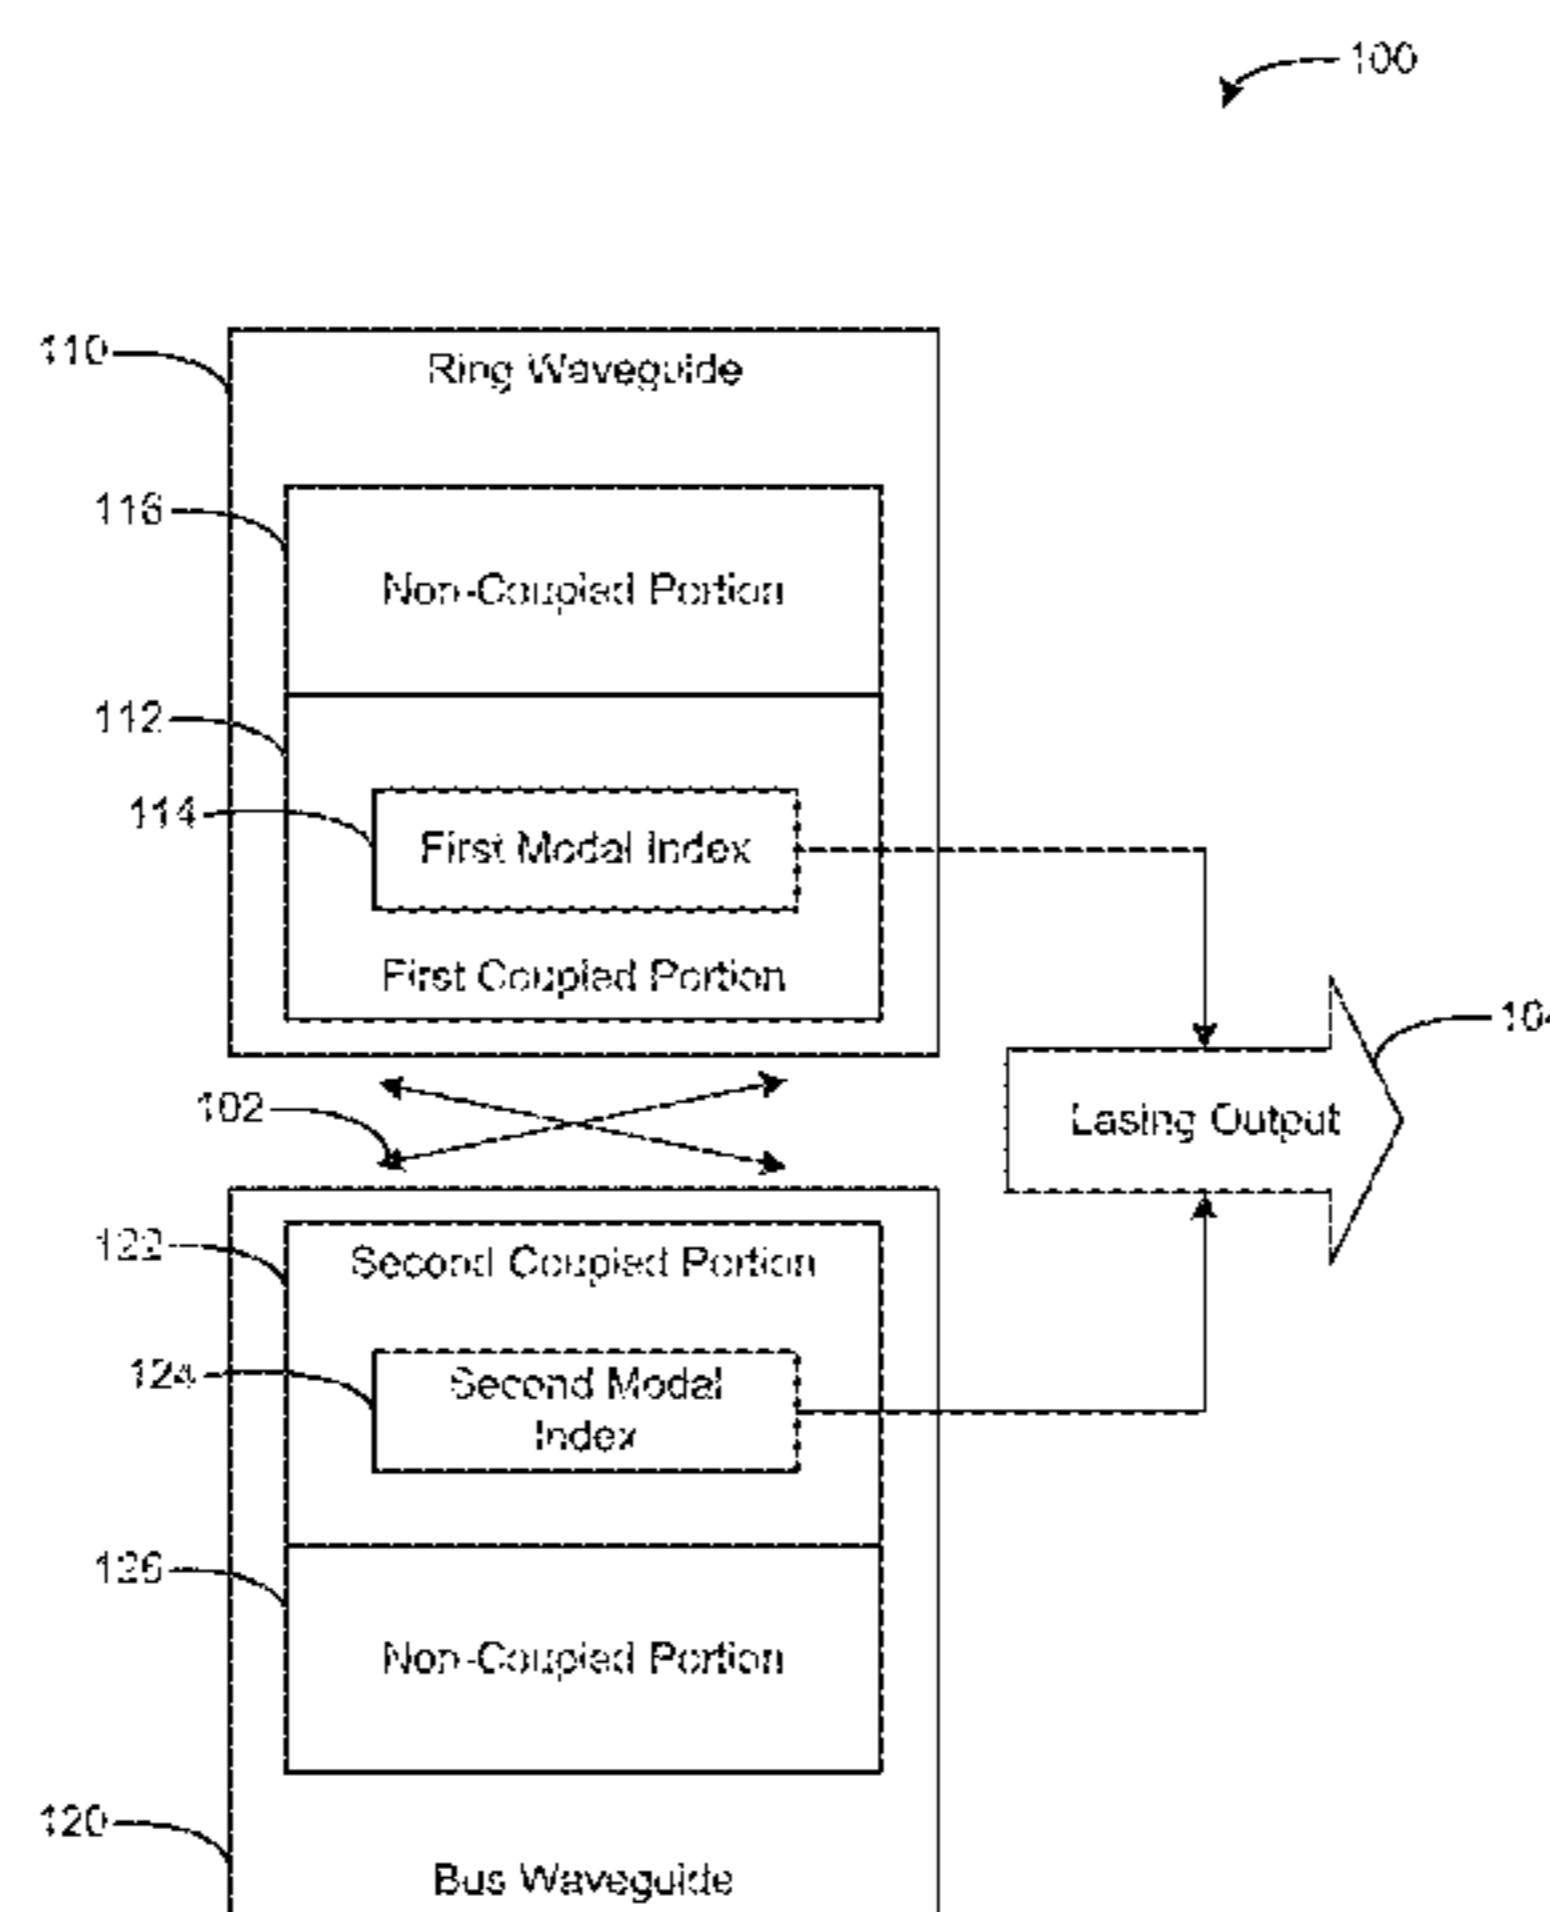 100
110
Ring Waveguide
116
Non-Coupled Portion
112
114
First Modal Index
First Coupled Portion
104
102
Lasing Output
122
Second Coupled Portion
124
Second Modal
Index
126
Non-Coupled Portion
120
Bus Waveguide